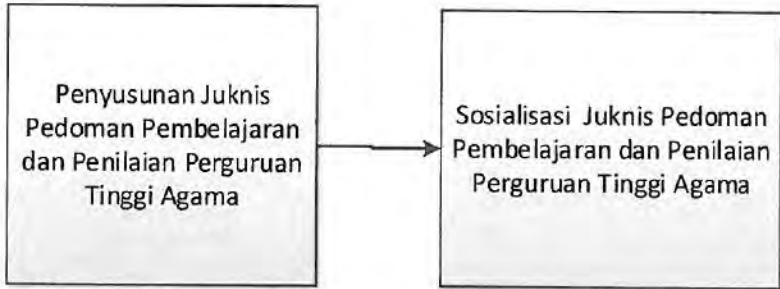 Penyusunan Juknis
Pedoman Pembelajaran
dan Penilaian Perguruan
Tinggi Agama
Sosialisasi Juknis Pedoman
Pembelajaran dan Penilaian
Perguruan Tinggi Agama